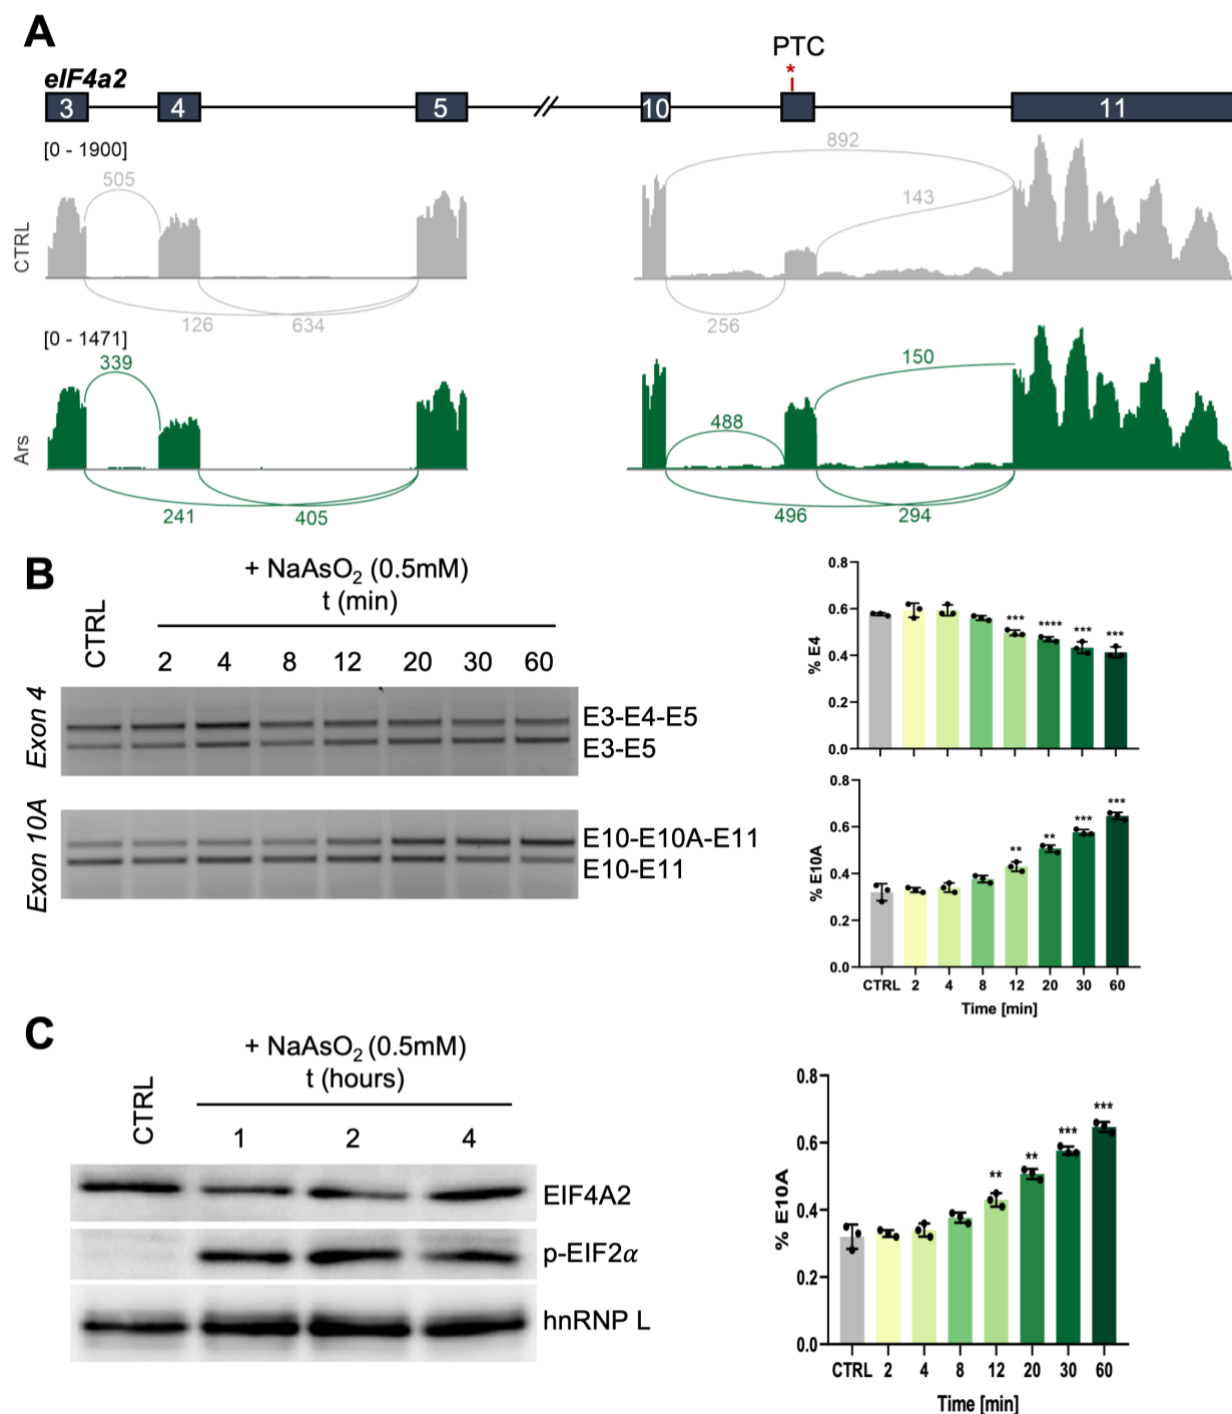 A
PTC
*
eIF4a2
3 4 5 10 11
[0 - 1900]
505
892
143
CTRL
126 634
256
[0 - 1471]
339
150
488
Ars
241 405
496 294
B
+ NaAsO2 (0.5mM)
t (min)
CTRL
2 4 8 12 20 30 60
Exon 4
E3-E4-E5
E3-E5
Exon 10A
E10-E10A-E11
E10-E11
0.8
0.6
0.4
0.2
0.0
% E4
*** **** *** ***
0.8
0.6
0.4
0.2
0.0
% E10A
** ** *** ***
CTRL 2 4 8 12 20 30 60
Time [min]
C
+ NaAsO2 (0.5mM)
t (hours)
CTRL
1 2 4
EIF4A2
p-EIF2α
hnRNP L
0.8
0.6
0.4
0.2
0.0
% E10A
** ** *** ***
CTRL 2 4 8 12 20 30 60
Time [min]